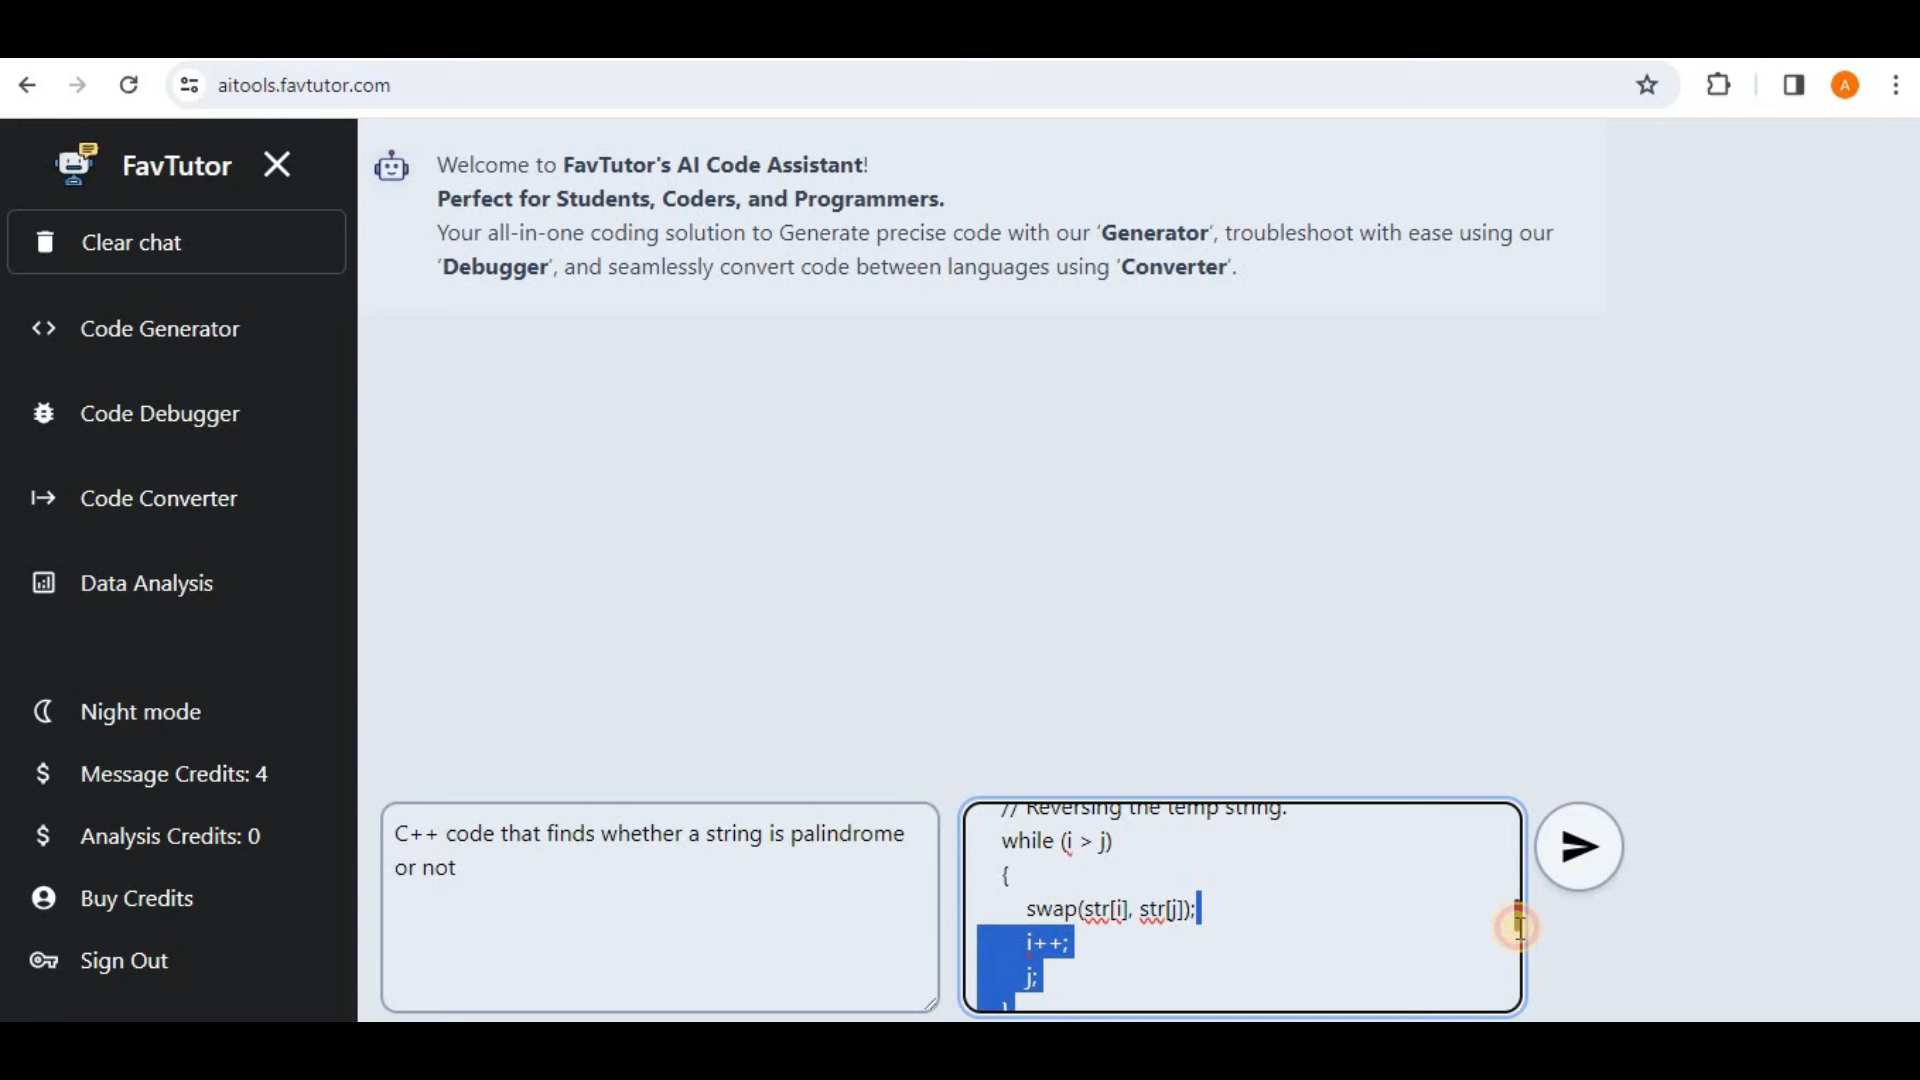 aitools.favtutor.com
A
FavTutor
Clear chat
Code Generator
Code Debugger
Code Converter
Data Analysis
Night mode
Message Credits: 4
Analysis Credits: 0
Buy Credits
Sign Out
Welcome to FavTutor's AI Code Assistant!
Perfect for Students, Coders, and Programmers.
Your all-in-one coding solution to Generate precise code with our ‘Generator’, troubleshoot with ease using our
‘Debugger’, and seamlessly convert code between languages using ‘Converter’.
C++ code that finds whether a string is palindrome
or not
// Reversing the temp string.
while (i > j)
{
swap(str[i], str[j]);
i++;
j;
}